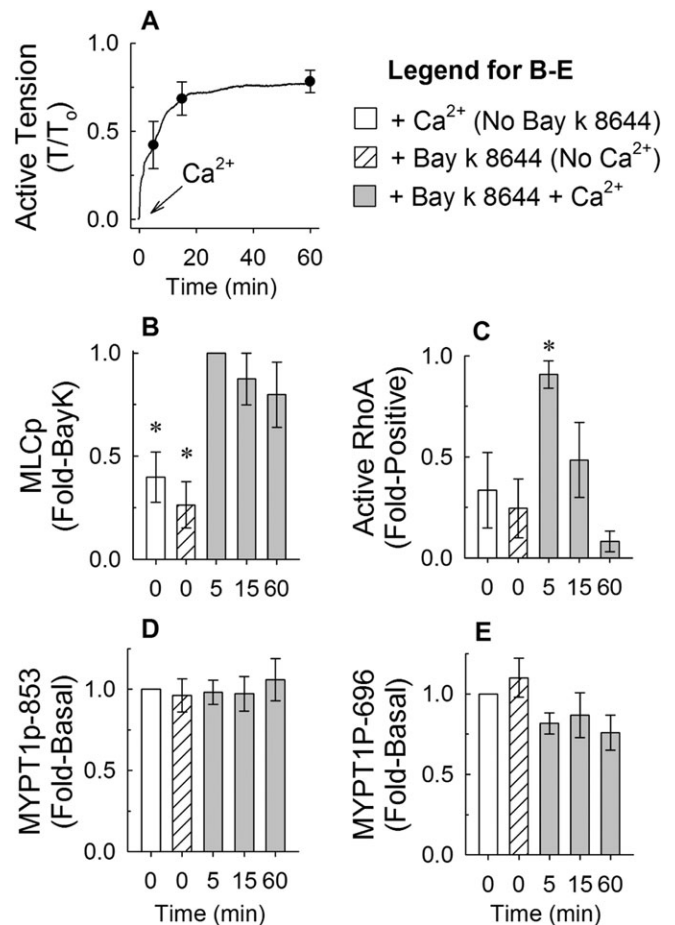 A
1.0
0.5
0.0
Active Tension
(T/To)
Ca2+
0 20 40 60
Time (min)
Legend for B-E
+ Ca2+ (No Bay k 8644)
+ Bay k 8644 (No Ca2+)
+ Bay k 8644 + Ca2+
B
1.0
0.5
0.0
MLCp
(Fold-BayK)
* *
0 0 5 15 60
C
1.0
0.5
0.0
Active RhoA
(Fold-Positive)
*
0 0 5 15 60
D
1.0
0.5
0.0
MYPT1p-853
(Fold-Basal)
0 0 5 15 60
Time (min)
E
1.0
0.5
0.0
MYPT1P-696
(Fold-Basal)
0 0 5 15 60
Time (min)